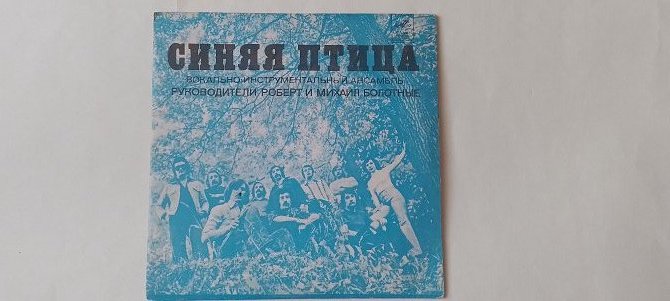 СИНЯЯ ПТИЦА
ВОКАЛЬНО-ИНСТРУМЕНТАЛЬНЫЙ АНСАМБЛЬ
РУКОВОДИТЕЛИ РОБЕРТ И МИХАИЛ БОЛОТНЫЕ